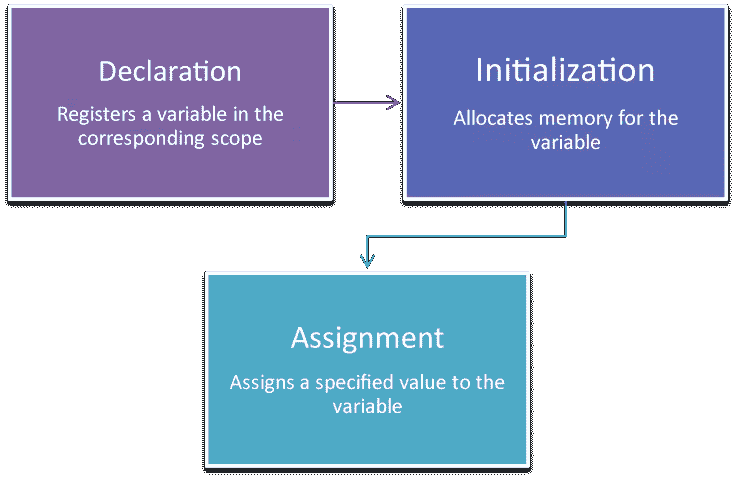 Declaration
Registers a variable in the
corresponding scope
Initialization
Allocates memory for the
variable
Assignment
Assigns a specified value to the
variable